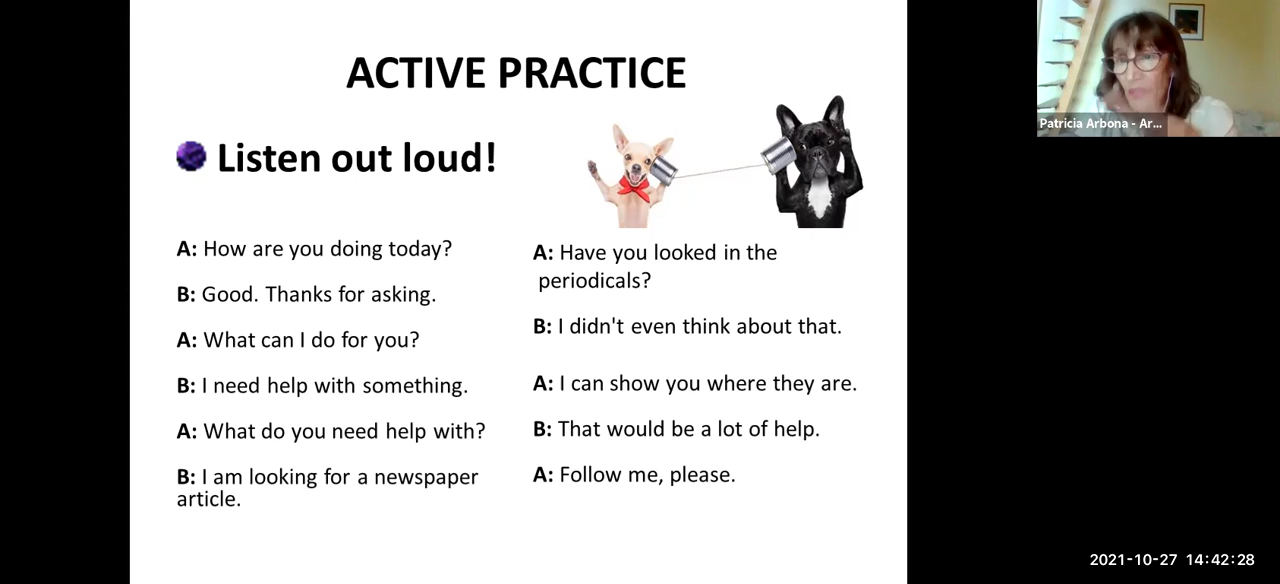 ACTIVE PRACTICE
Listen out loud!
A: How are you doing today?
B: Good. Thanks for asking.
A: What can I do for you?
B: I need help with something.
A: What do you need help with?
B: I am looking for a newspaper
article.
A: Have you looked in the
periodicals?
B: I didn't even think about that.
A: I can show you where they are.
B: That would be a lot of help.
A: Follow me, please.
Patricia Arbona - Ar...
2021-10-27 14:42:28